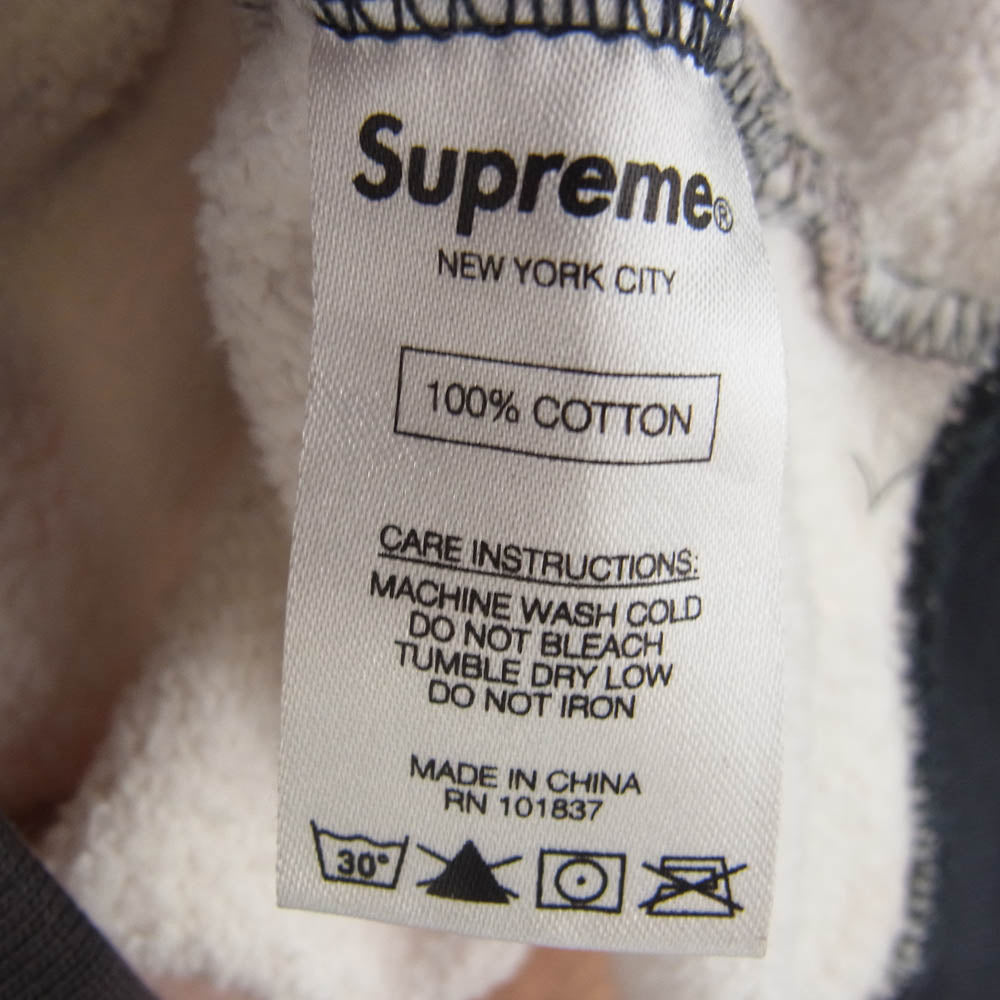 Supreme®
NEW YORK CITY
100% COTTON
CARE INSTRUCTIONS:
MACHINE WASH COLD
DO NOT BLEACH
TUMBLE DRY LOW
DO NOT IRON
MADE IN CHINA
RN 101837
30°